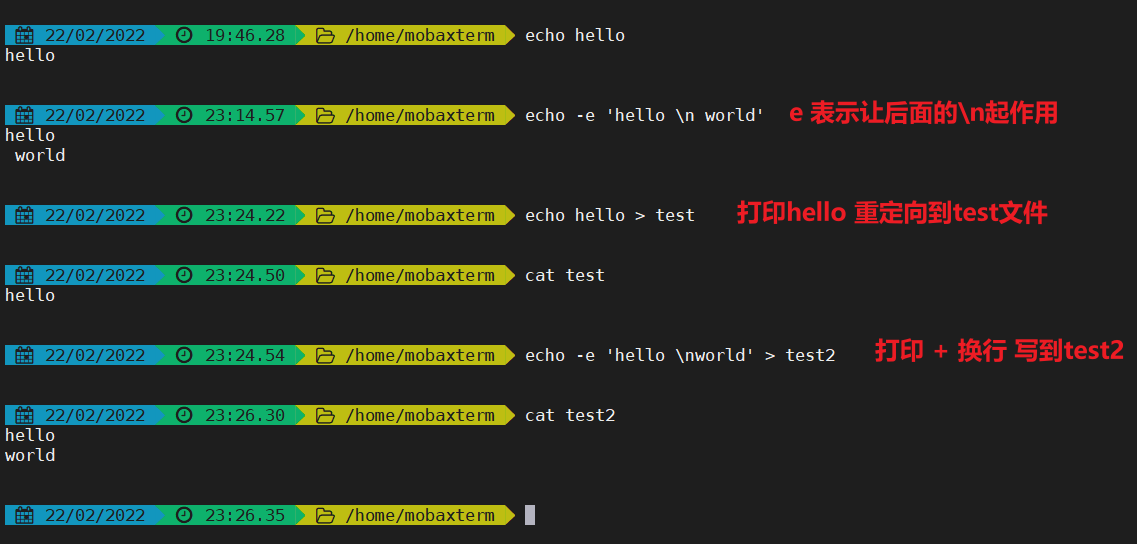 22/02/2022 19:46.28 /home/mobaxterm echo hello
hello
22/02/2022 23:14.57 /home/mobaxterm echo -e 'hello \n world' e 表示让后面的\n起作用
hello
 world
22/02/2022 23:24.22 /home/mobaxterm echo hello > test 打印hello 重定向到test文件
22/02/2022 23:24.50 /home/mobaxterm cat test
hello
22/02/2022 23:24.54 /home/mobaxterm echo -e 'hello \nworld' > test2 打印 + 换行 写到test2
22/02/2022 23:26.30 /home/mobaxterm cat test2
hello
world
22/02/2022 23:26.35 /home/mobaxterm